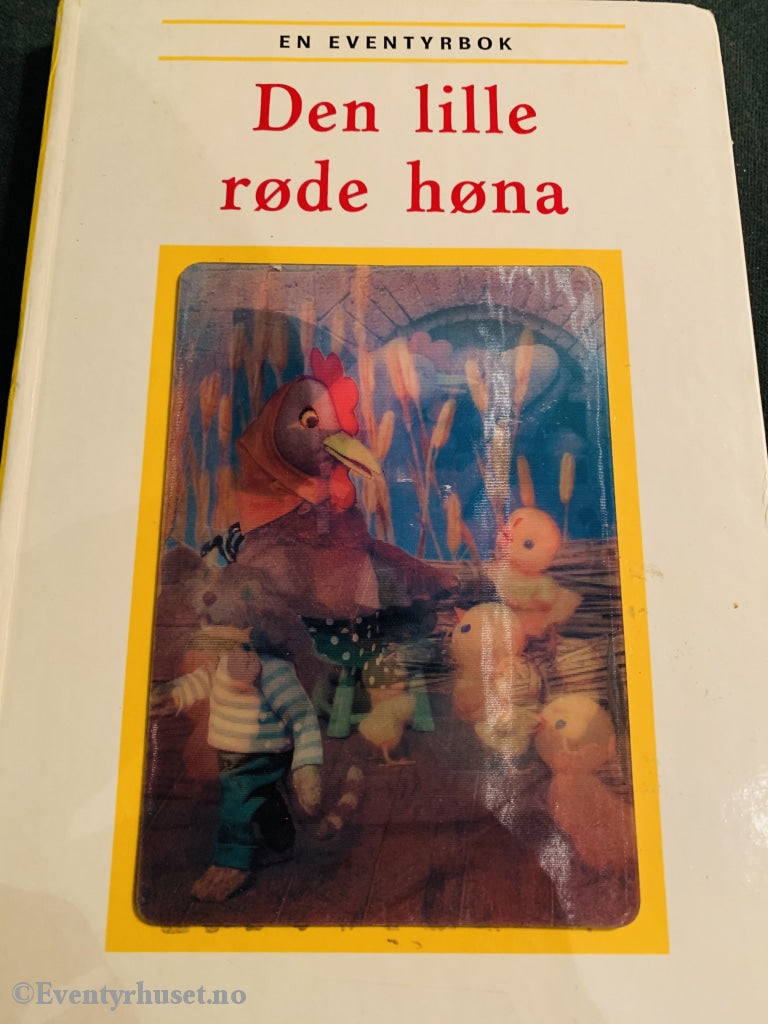 EN EVENTYRBOK
Den lille
røde høna
©Eventyrhuset.no